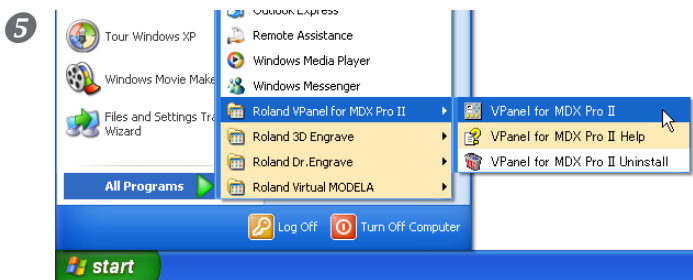 5
Outlook Express
Tour Windows XP
Remote Assistance
Windows Media Player
Windows Movie Make
Windows Messenger
Files and Settings Tra
Wizard
Roland VPanel for MDX Pro II
VPanel for MDX Pro II
Roland 3D Engrave
VPanel for MDX Pro II Help
Roland Dr.Engrave
VPanel for MDX Pro II Uninstall
All Programs
Roland Virtual MODELA
Log Off
Turn Off Computer
start